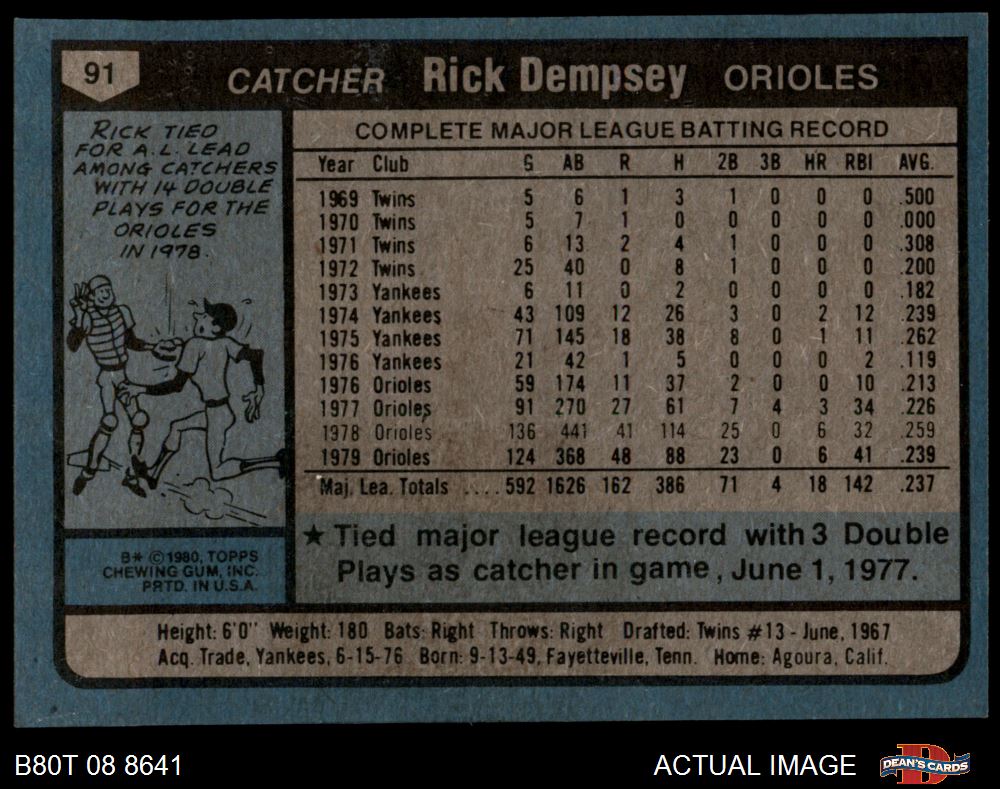 91
CATCHER Rick Dempsey ORIOLES
RICK TIED
FOR A.L. LEAD
AMONG CATCHERS
WITH 14 DOUBLE
PLAYS FOR THE
ORIOLES
IN 1978.
COMPLETE MAJOR LEAGUE BATTING RECORD
Year Club G AB R H 2B 3B HR RBI AVG.
1969 Twins 5 6 1 3 1 0 0 0 .500
1970 Twins 5 7 1 0 0 0 0 0 .000
1971 Twins 6 13 2 4 1 0 0 0 .308
1972 Twins 25 40 0 8 1 0 0 0 .200
1973 Yankees 6 11 0 2 0 0 0 0 .182
1974 Yankees 43 109 12 26 3 0 2 12 .239
1975 Yankees 71 145 18 38 8 0 1 11 .262
1976 Yankees 21 42 1 5 0 0 0 2 .119
1976 Orioles 59 174 11 37 2 0 0 10 .213
1977 Orioles 91 270 27 61 7 4 3 34 .226
1978 Orioles 136 441 41 114 25 0 6 32 .259
1979 Orioles 124 368 48 88 23 0 6 41 .239
Maj. Lea. Totals .... 592 1626 162 386 71 4 18 142 .237
★ Tied major league record with 3 Double
Plays as catcher in game, June 1, 1977.
B* © 1980, TOPPS
CHEWING GUM, INC.
PRTD. IN U.S.A.
Height: 6'0" Weight: 180 Bats: Right Throws: Right Drafted: Twins #13 - June, 1967
Acq. Trade, Yankees, 6-15-76 Born: 9-13-49, Fayetteville, Tenn. Home: Agoura, Calif.
B80T 08 8641
ACTUAL IMAGE
D
DEAN'S CARDS